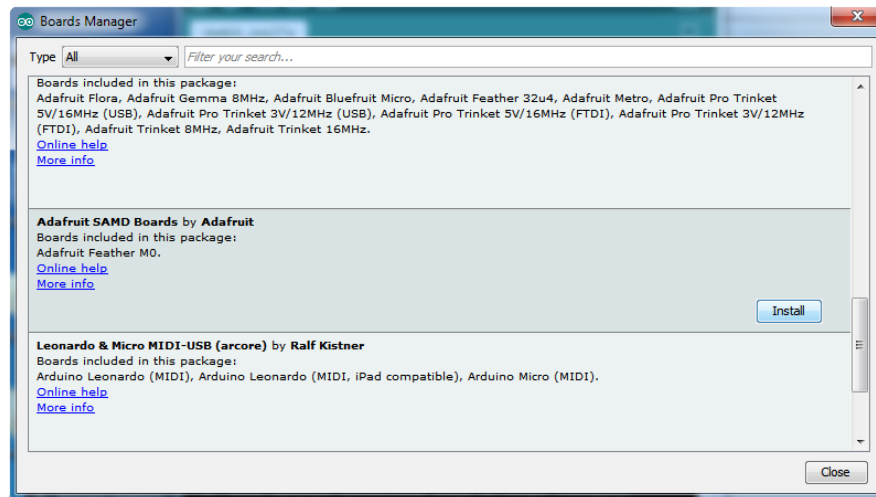 Boards Manager
Type All Filter your search...
Boards included in this package:
Adafruit Flora, Adafruit Gemma 8MHz, Adafruit Bluefruit Micro, Adafruit Feather 32u4, Adafruit Metro, Adafruit Pro Trinket
5V/16MHz (USB), Adafruit Pro Trinket 3V/12MHz (USB), Adafruit Pro Trinket 5V/16MHz (FTDI), Adafruit Pro Trinket 3V/12MHz
(FTDI), Adafruit Trinket 8MHz, Adafruit Trinket 16MHz.
Online help
More info
Adafruit SAMD Boards by Adafruit
Boards included in this package:
Adafruit Feather M0.
Online help
More info
Install
Leonardo & Micro MIDI-USB (arcore) by Ralf Kistner
Boards included in this package:
Arduino Leonardo (MIDI), Arduino Leonardo (MIDI, iPad compatible), Arduino Micro (MIDI).
Online help
More info
Close